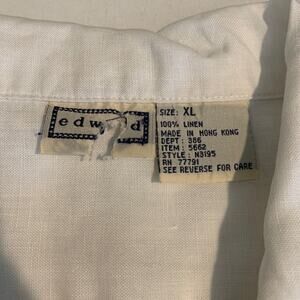 SIZE: XL
100% LINEN
MADE IN HONG KONG
DEPT: 386
ITEM: 5662
STYLE: N3195
RN 77791
SEE REVERSE FOR CARE